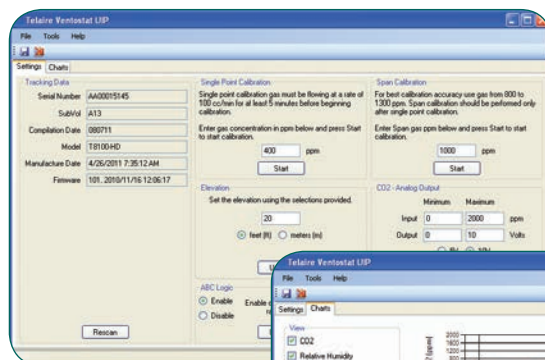 Telaire Ventostat UIP
File Tools Help
Settings Charts
Tracking Data
Serial Number AA00015145
SubVol A13
Compilation Date 080711
Model T8100-HD
Manufacture Date 4/26/2011 7:35:12 AM
Firmware 101. 2010/11/16 12:06:17
Rescan
Single Point Calibration
Single point calibration gas must be flowing at a rate of
100 cc/min for at least 5 minutes before beginning
calibration.
Enter gas concentration in ppm below and press Start
to start calibration.
400 ppm
Start
Span Calibration
For best calibration accuracy use gas from 800 to
1300 ppm. Span calibration should be performed only
after single point calibration.
Enter Span gas ppm below and press Start to start
calibration.
1000 ppm
Start
Elevation
Set the elevation using the selections provided.
20
feet (ft) meters (m)
CO2 - Analog Output
Minimum Maximum
Input 0 2000 ppm
Output 0 10 Volts
ABC Logic
Enable
Disable
Telaire Ventostat UIP
File Tools Help
Settings Charts
View
CO2
Relative Humidity
2000
1600
1200